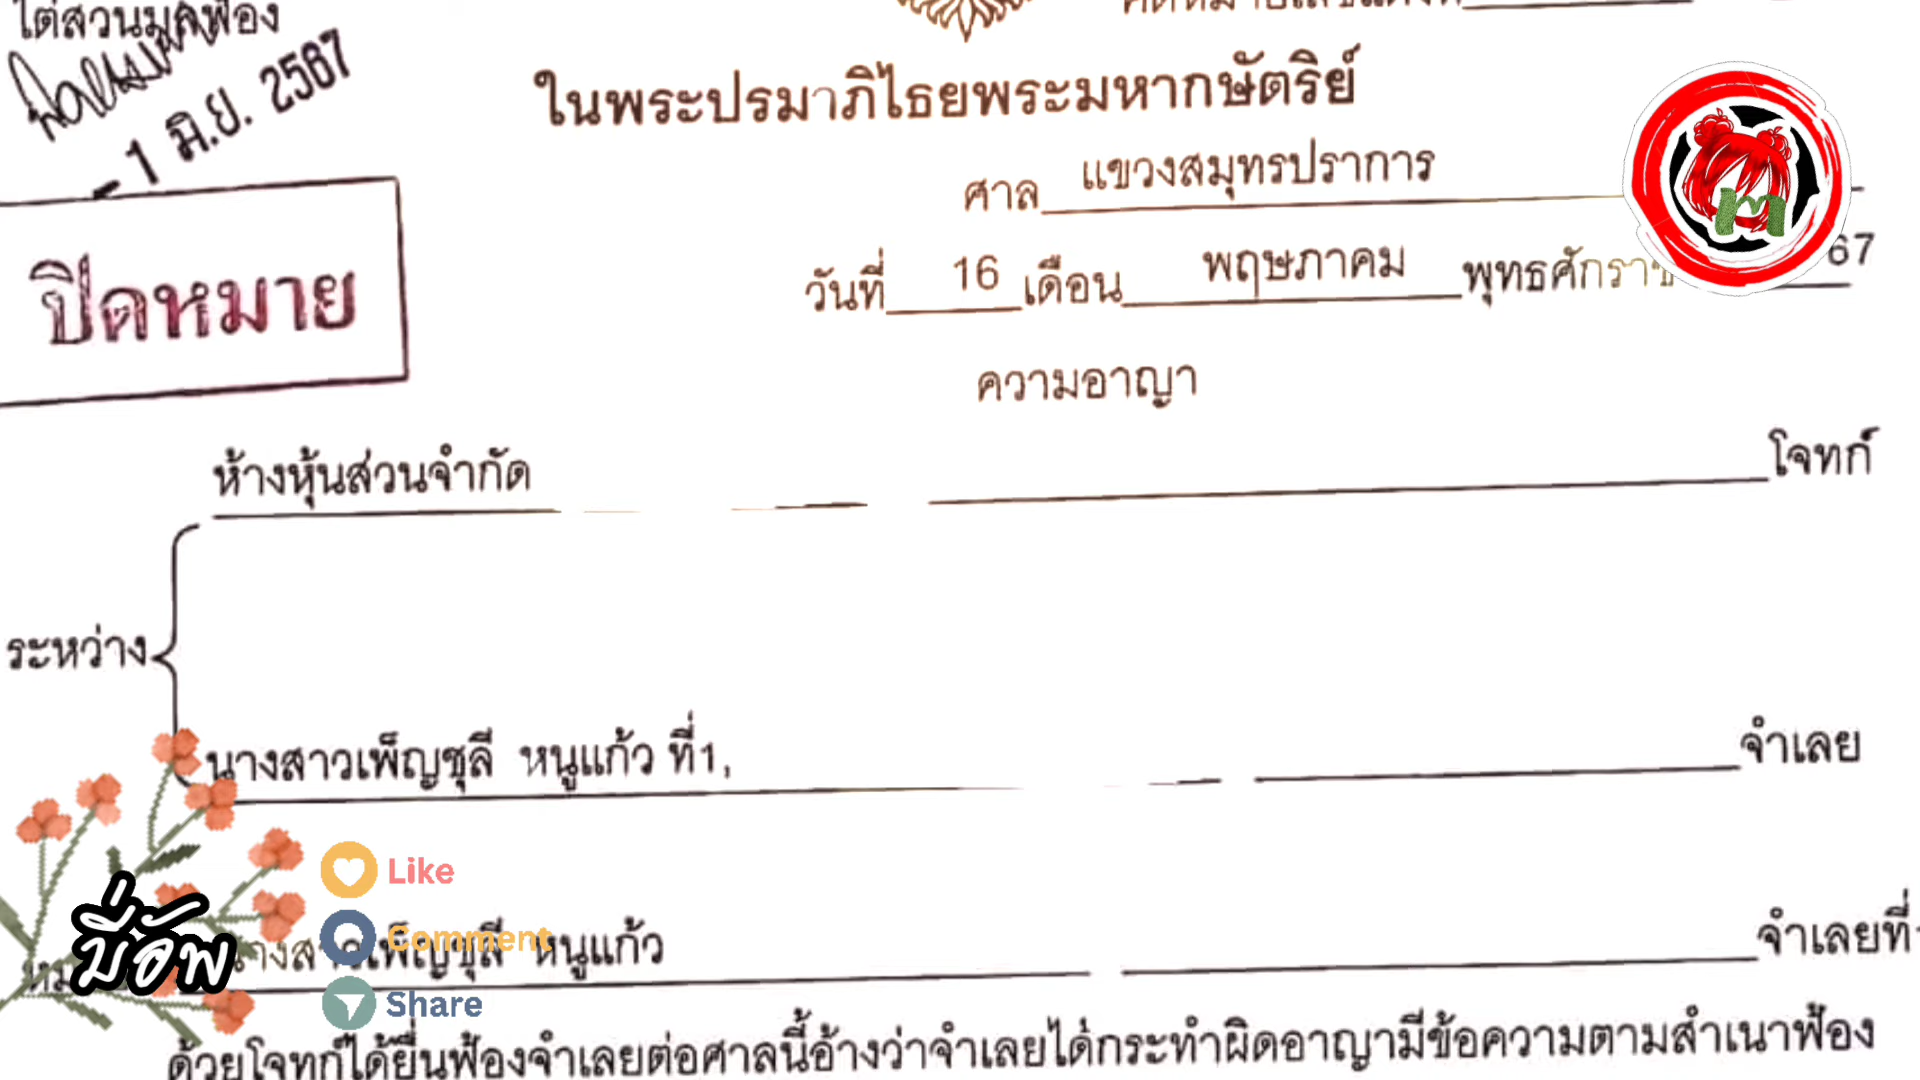 ไต่สวนมูลฟ้อง
- 1 มิ.ย. 2567
ในพระปรมาภิไธยพระมหากษัตริย์
ศาล แขวงสมุทรปราการ
วันที่ 16 เดือน พฤษภาคม พุทธศักราช 67
ปิดหมาย
ความอาญา
ห้างหุ้นส่วนจำกัด โจทก์
ระหว่าง
นางสาวเพ็ญชุลี หนูแก้ว ที่1, จำเลย
นางสาวเพ็ญชุลี หนูแก้ว จำเลยที่
ด้วยโจทก์ได้ยื่นฟ้องจำเลยต่อศาลนี้อ้างว่าจำเลยได้กระทำผิดอาญามีข้อความตามสำเนาฟ้อง
Like
Comment
Share
บี่อัพ